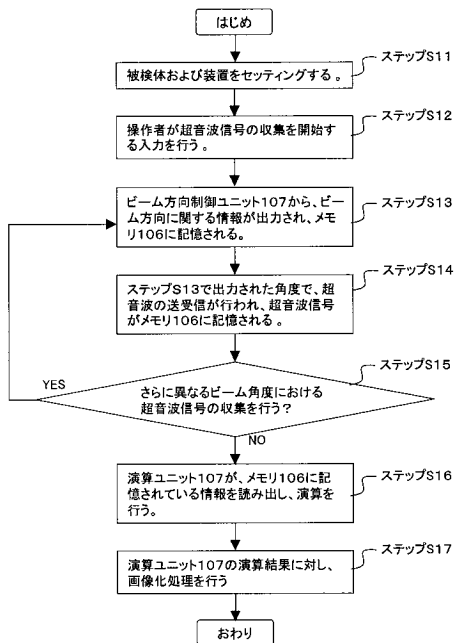 はじめ
ステップS11
被検体および装置をセッティングする。
ステップS12
操作者が超音波信号の収集を開始す
る入力を行う。
ステップS13
ビーム方向制御ユニット107から、ビー
ム方向に関する情報が出力され、メモ
リ106に記憶される。
ステップS14
ステップS13で出力された角度で、超
音波の送受信が行われ、超音波信号
がメモリ106に記憶される。
ステップS15
YES
さらに異なるビーム角度における
超音波信号の収集を行う?
NO
ステップS16
演算ユニット107が、メモリ106に記
憶されている情報を読み出し、演算を
行う。
ステップS17
演算ユニット107の演算結果に対し、
画像化処理を行う
おわり